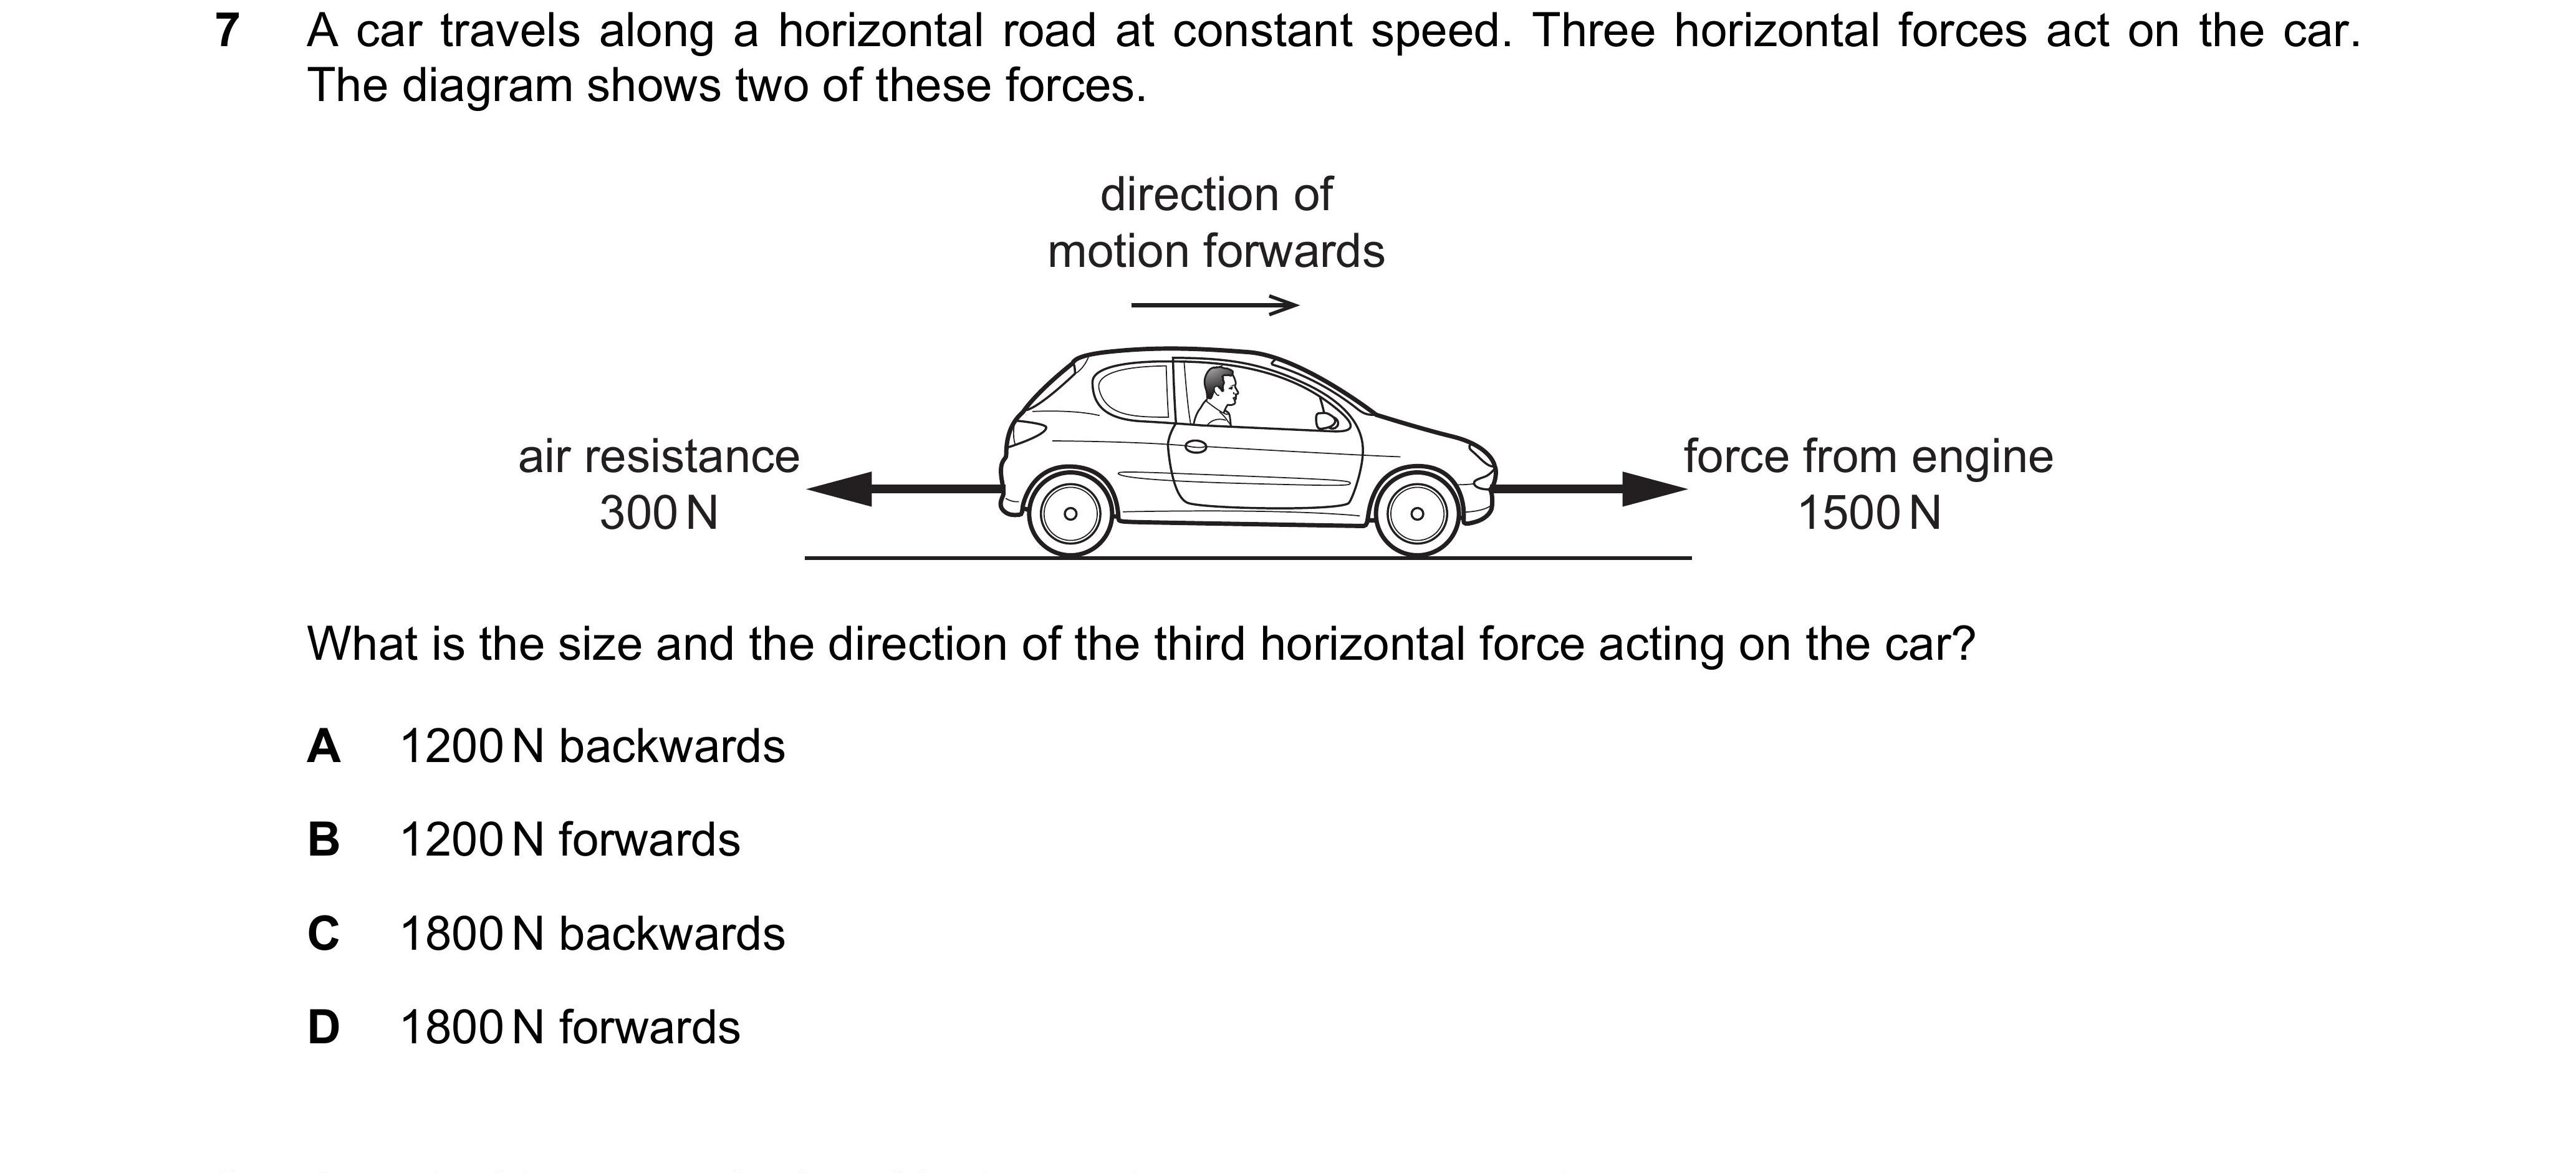 7 A car travels along a horizontal road at constant speed. Three horizontal forces act on the car.
The diagram shows two of these forces.
direction of
motion forwards
air resistance
300 N
force from engine
1500 N
What is the size and the direction of the third horizontal force acting on the car?
A 1200 N backwards
B 1200 N forwards
C 1800 N backwards
D 1800 N forwards